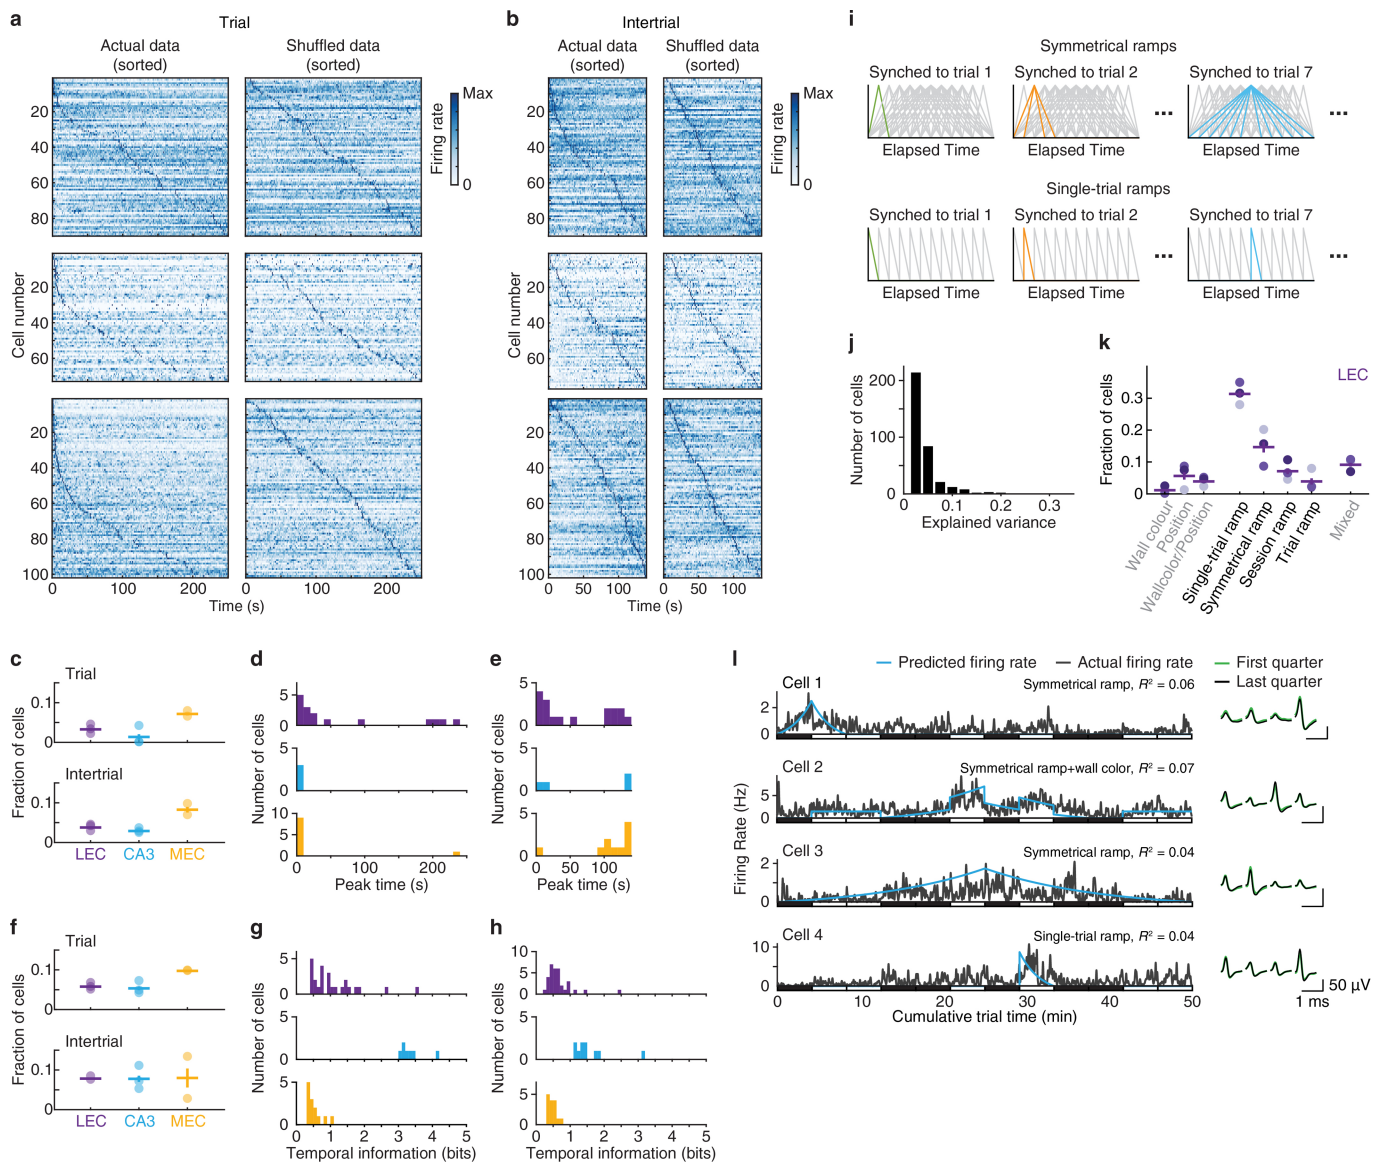 a
Trial
Actual data
(sorted)
Shuffled data
(sorted)
20
40
60
80
Firing rate
Max
0
Cell number
20
40
60
20
40
60
80
100
0
100
200
0
100
200
Time (s)
b
Intertrial
Actual data
(sorted)
Shuffled data
(sorted)
20
40
60
80
Firing rate
Max
0
Cell number
20
40
60
20
40
60
80
100
0
50
100
0
50
100
Time (s)
i
Symmetrical ramps
Synched to trial 1
Synched to trial 2
Synched to trial 7
...
...
Elapsed Time
Elapsed Time
Elapsed Time
Single-trial ramps
Synched to trial 1
Synched to trial 2
Synched to trial 7
...
...
Elapsed Time
Elapsed Time
Elapsed Time
j
Number of cells
200
100
0
0
0.1
0.2
0.3
Explained variance
k
LEC
Fraction of cells
0.3
0.2
0.1
0
Wall colour
Position
Wallcolor/Position
Single-trial ramp
Symmetrical ramp
Session ramp
Trial ramp
Mixed
c
Trial
0.1
0
Intertrial
0.1
0
Fraction of cells
LEC
CA3
MEC
d
Number of cells
5
0
5
0
10
5
0
0
100
200
Peak time (s)
e
Number of cells
5
0
5
0
10
5
0
0
50
100
Peak time (s)
f
Trial
0.1
0
Intertrial
0.1
0
Fraction of cells
LEC
CA3
MEC
g
Number of cells
5
0
5
0
5
0
0
1
2
3
4
5
Temporal information (bits)
h
Number of cells
10
5
0
5
0
5
0
0
1
2
3
4
5
Temporal information (bits)
l
Predicted firing rate
Actual firing rate
First quarter
Last quarter
Cell 1
Symmetrical ramp, R² = 0.06
2
0
Cell 2
Symmetrical ramp+wall color, R² = 0.07
5
0
Cell 3
Symmetrical ramp, R² = 0.04
2
0
Cell 4
Single-trial ramp, R² = 0.04
10
0
Firing Rate (Hz)
0
10
20
30
40
50
Cumulative trial time (min)
50 μV
1 ms